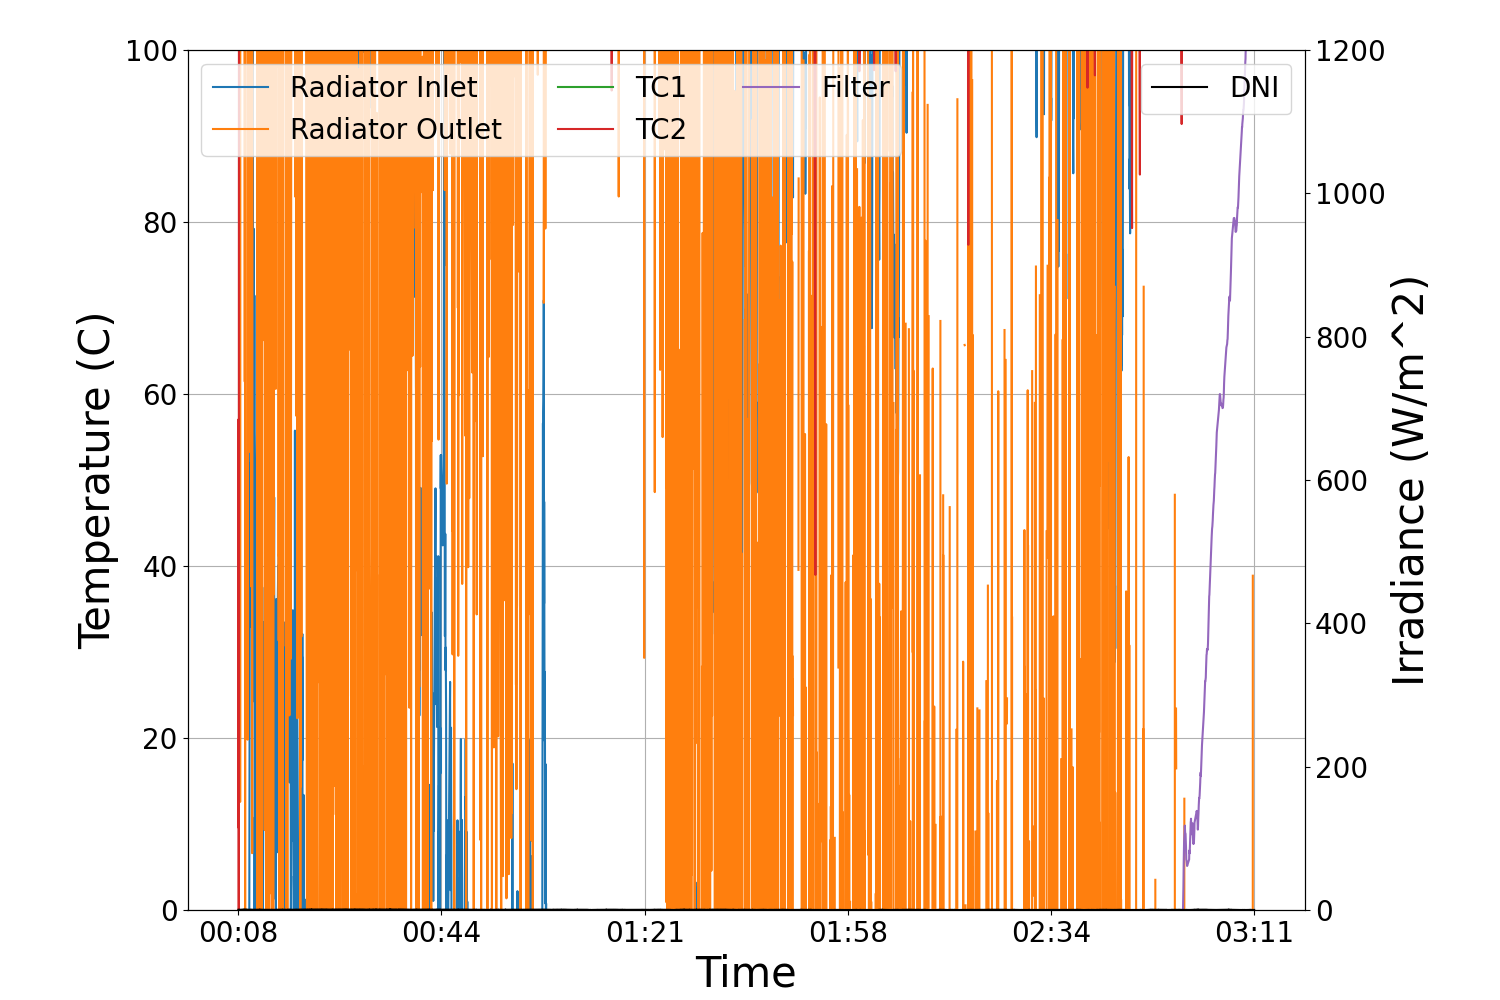 100
80
60
40
20
0
Temperature (C)
1200
1000
800
600
400
200
0
Irradiance (W/m^2)
Radiator Inlet
Radiator Outlet
TC1
TC2
Filter
DNI
00:08 00:44 01:21 01:58 02:34 03:11
Time